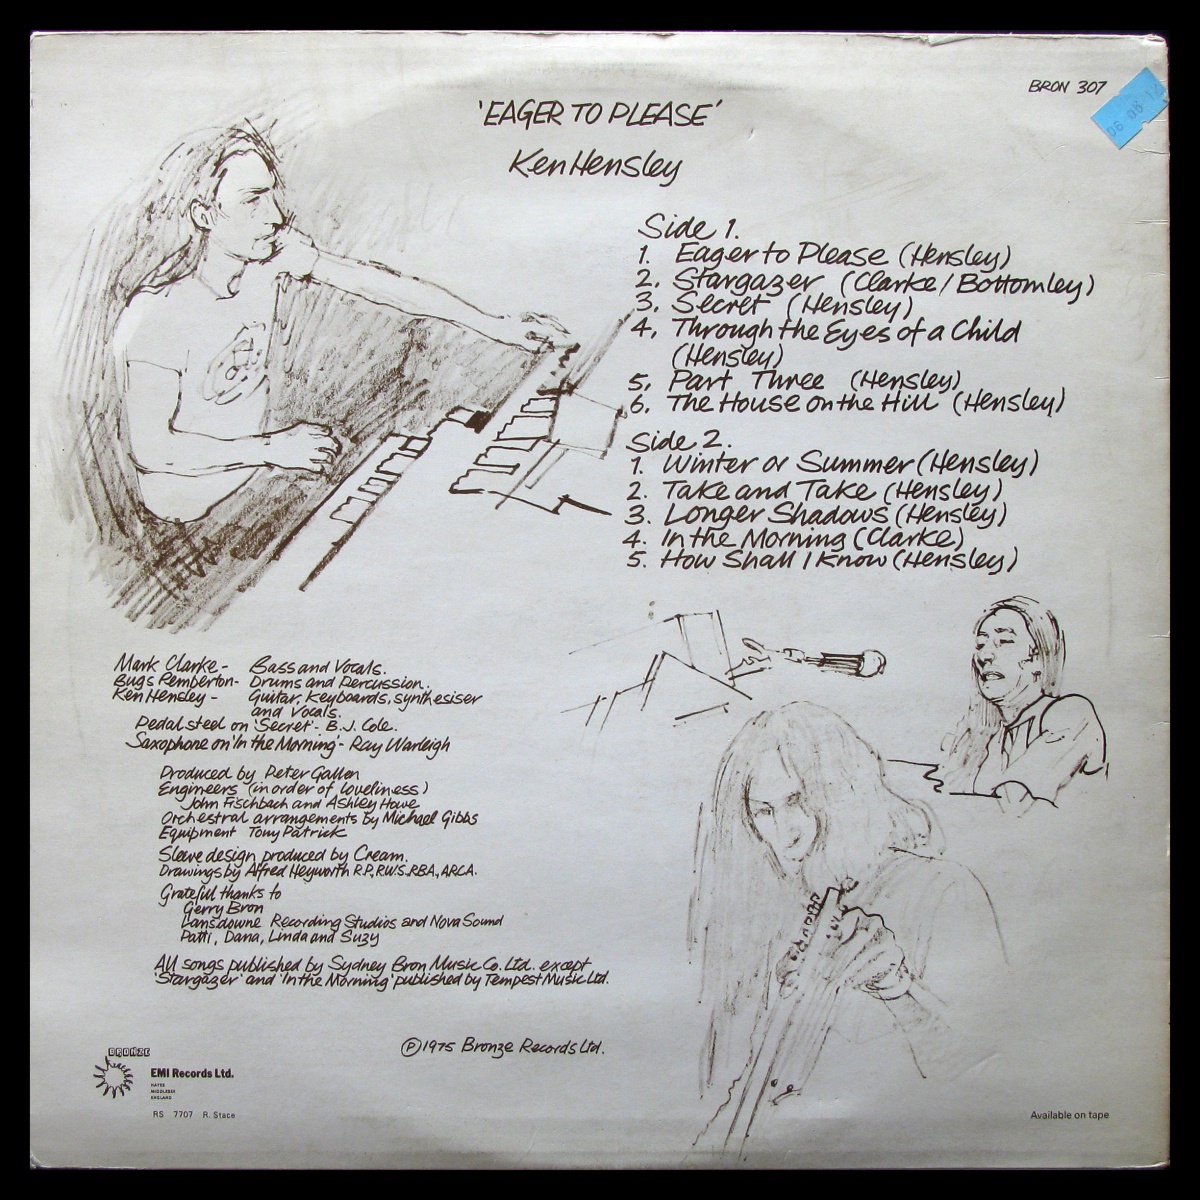 BRON 307
06 08 12
'EAGER TO PLEASE'
Ken Hensley
Side 1.
1. Eager to Please (Hensley)
2. Stargazer (Clarke/Bottomley)
3. Secret (Hensley)
4. Through the Eyes of a Child
(Hensley)
5. Part Three (Hensley)
6. The House on the Hill (Hensley)
Side 2.
1. Winter or Summer (Hensley)
2. Take and Take (Hensley)
3. Longer Shadows (Hensley)
4. In the Morning (Clarke)
5. How Shall I Know (Hensley)
Mark Clarke - Bass and Vocals.
Bugs Pemberton - Drums and Percussion.
Ken Hensley - Guitar, Keyboards, synthesiser
and Vocals.
Pedal steel on 'Secret' - B.J. Cole.
Saxophone on 'In the Morning' - Ray Warleigh
Produced by Peter Gallen
Engineers (in order of loveliness)
John Fischbach and Ashley Howe
Orchestral arrangements by Michael Gibbs
Equipment Tony Patrick
Sleeve design produced by Cream.
Drawings by Alfred Heyworth R.P., R.W.S. RBA, ARCA.
Grateful thanks to
Gerry Bron
Lansdowne Recording Studios and Nova Sound
Patti, Dana, Linda and Suzy
All songs published by Sydney Bron Music Co. Ltd. except
'Stargazer' and 'In the Morning' published by Tempest Music Ltd.
Ⓟ 1975 Bronze Records Ltd.
BRONZE
EMI Records Ltd.
HAYES
MIDDLESEX
ENGLAND
RS 7707 R. Stace
Available on tape